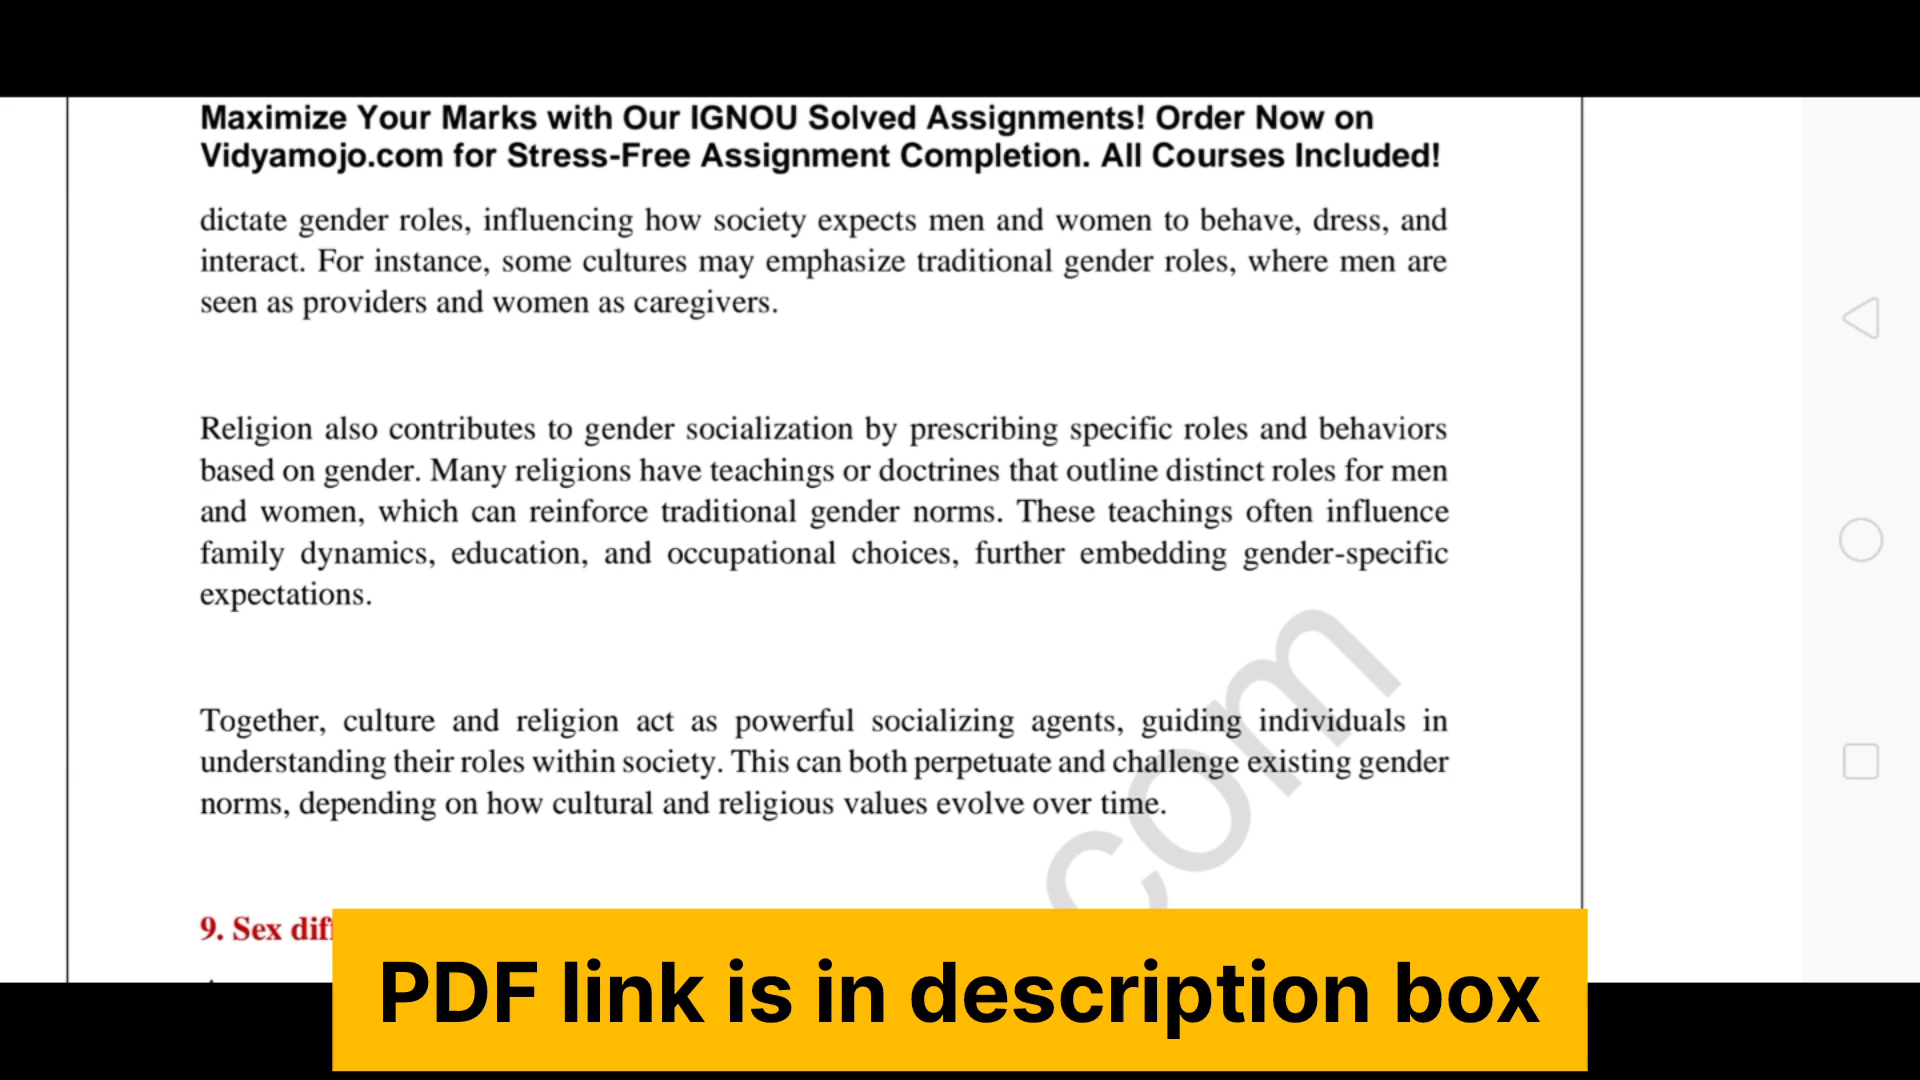 Maximize Your Marks with Our IGNOU Solved Assignments! Order Now on
Vidyamojo.com for Stress-Free Assignment Completion. All Courses Included!
dictate gender roles, influencing how society expects men and women to behave, dress, and
interact. For instance, some cultures may emphasize traditional gender roles, where men are
seen as providers and women as caregivers.
Religion also contributes to gender socialization by prescribing specific roles and behaviors
based on gender. Many religions have teachings or doctrines that outline distinct roles for men
and women, which can reinforce traditional gender norms. These teachings often influence
family dynamics, education, and occupational choices, further embedding gender-specific
expectations.
Together, culture and religion act as powerful socializing agents, guiding individuals in
understanding their roles within society. This can both perpetuate and challenge existing gender
norms, depending on how cultural and religious values evolve over time.
com
9. Sex
PDF link is in description box